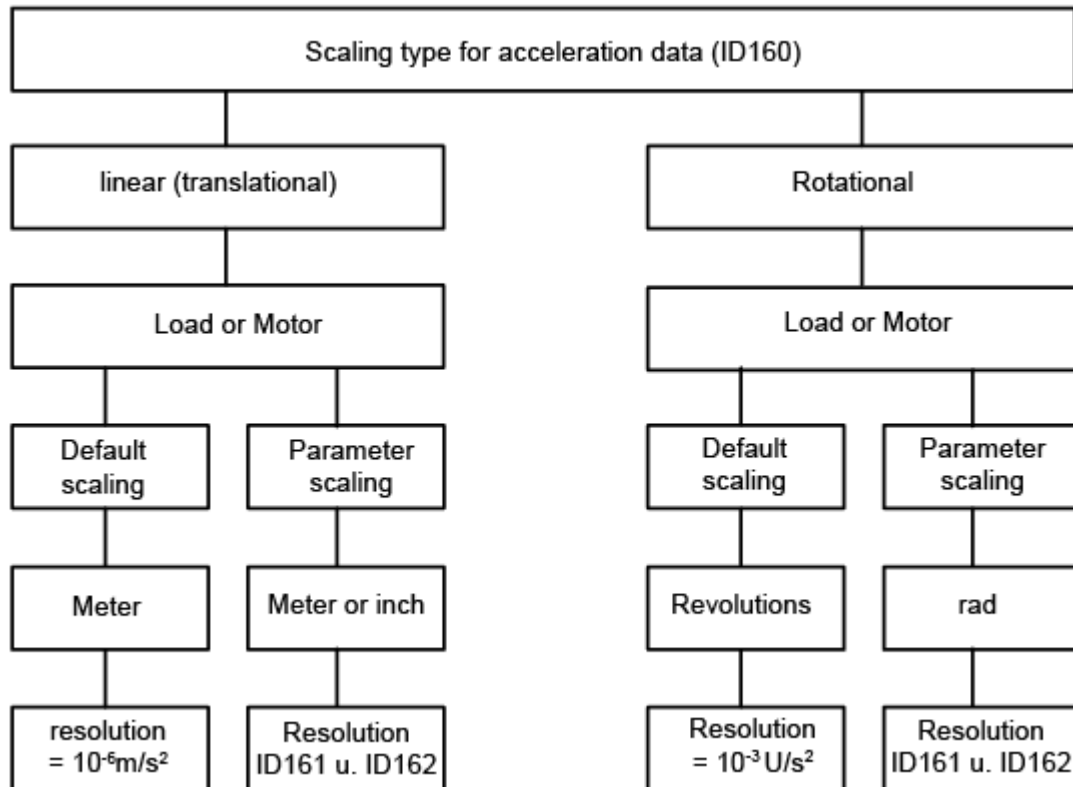 Scaling type for acceleration data (ID160)
linear (translational)
Rotational
Load or Motor
Load or Motor
Default
scaling
Parameter
scaling
Default
scaling
Parameter
scaling
Meter
Meter or inch
Revolutions
rad
resolution
= 10⁻⁶m/s²
Resolution
ID161 u. ID162
Resolution
= 10⁻³ U/s²
Resolution
ID161 u. ID162